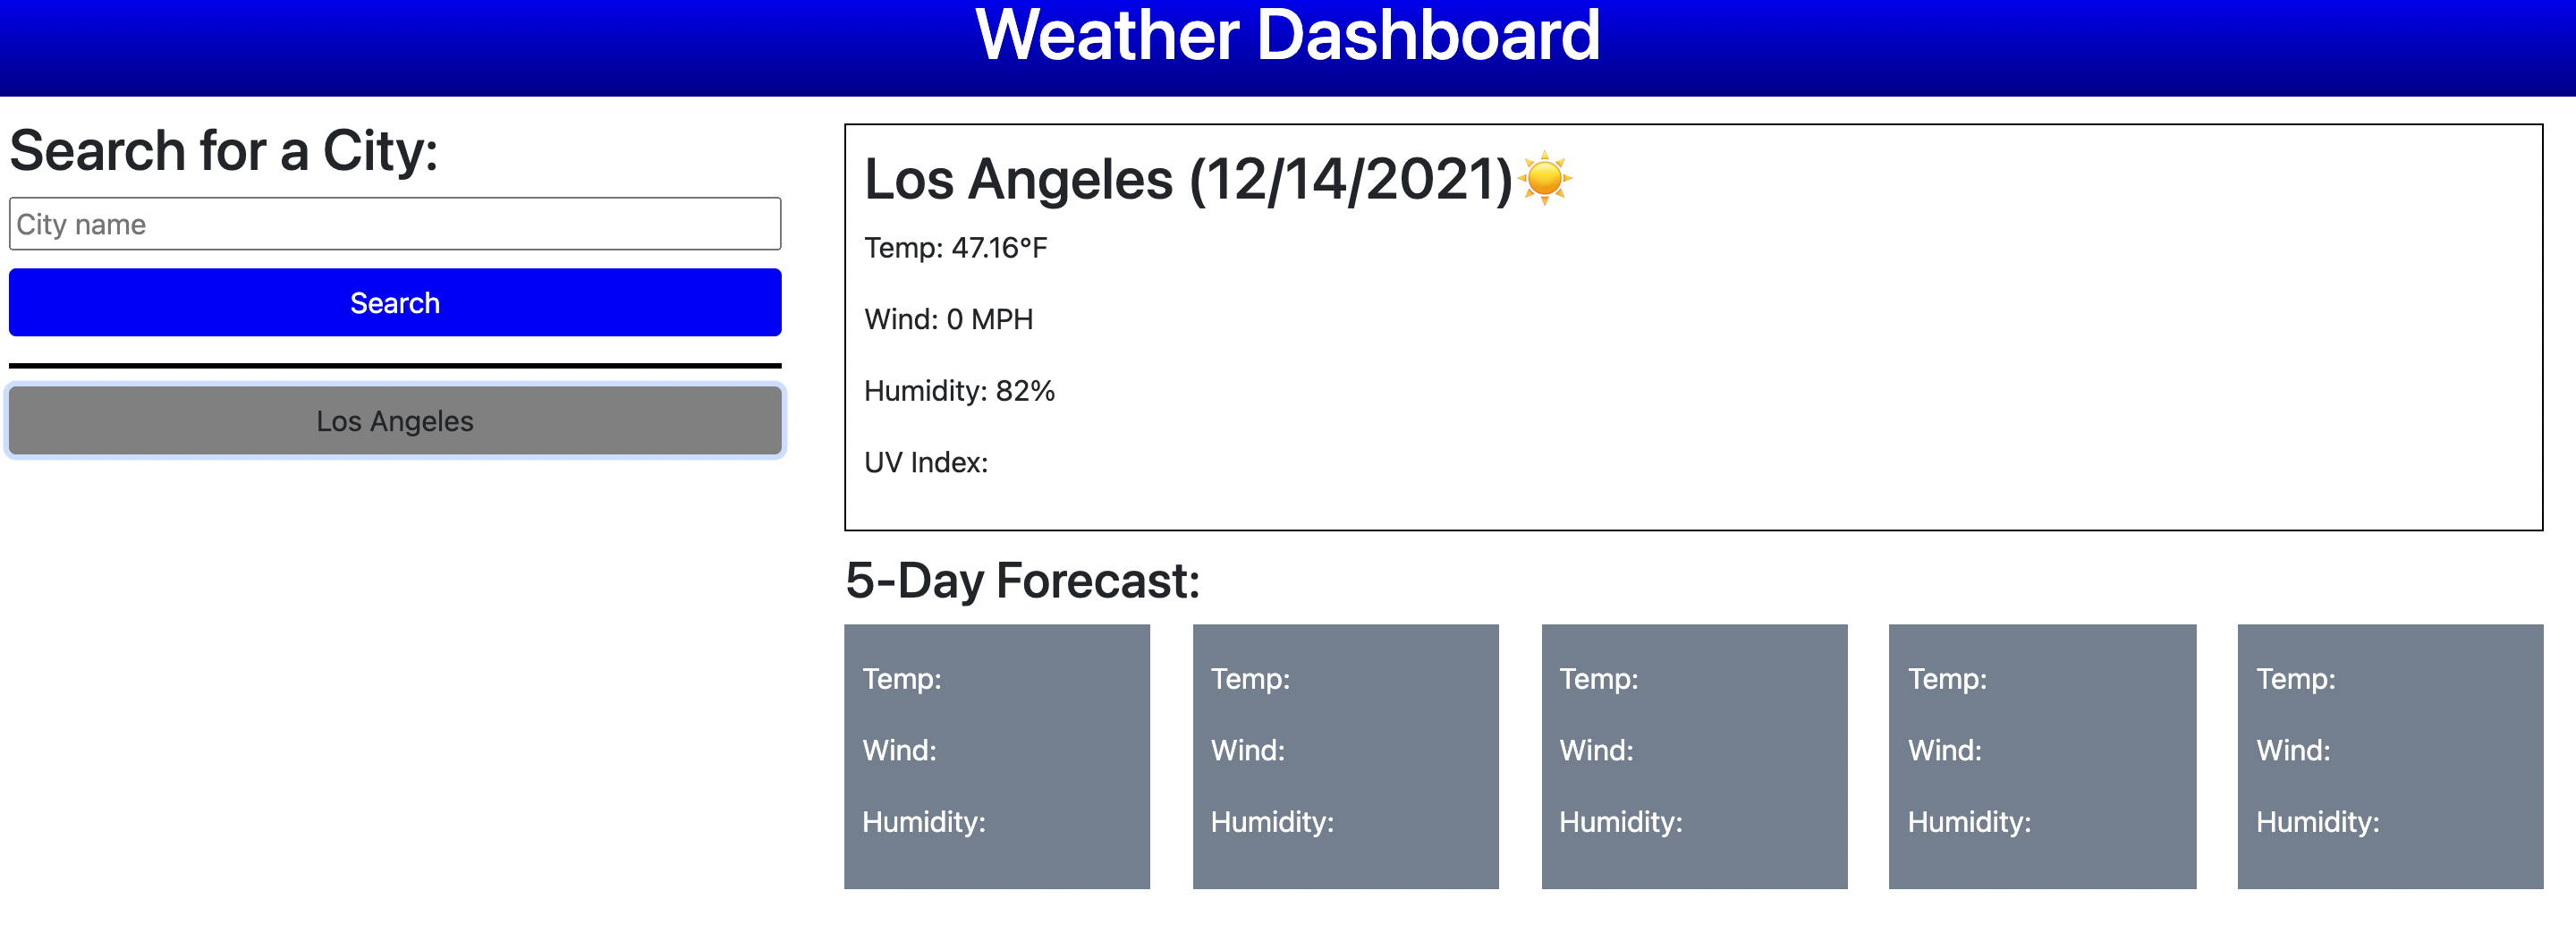 Weather Dashboard
Search for a City:
City name
Search
Los Angeles
Los Angeles (12/14/2021)☀️
Temp: 47.16°F
Wind: 0 MPH
Humidity: 82%
UV Index:
5-Day Forecast:
Temp:
Wind:
Humidity:
Temp:
Wind:
Humidity:
Temp:
Wind:
Humidity:
Temp:
Wind:
Humidity:
Temp:
Wind:
Humidity: